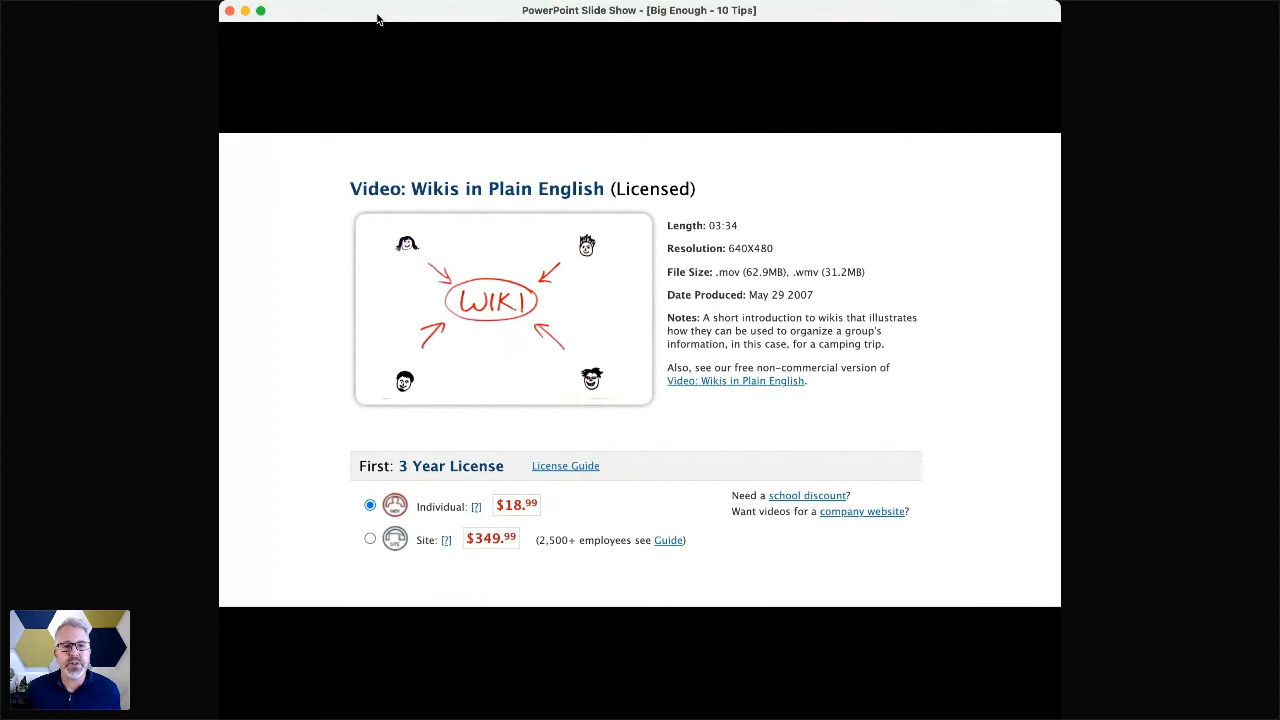 PowerPoint Slide Show - [Big Enough - 10 Tips]
Video: Wikis in Plain English (Licensed)
WIKI
Length: 03:34
Resolution: 640X480
File Size: .mov (62.9MB), .wmv (31.2MB)
Date Produced: May 29 2007
Notes: A short introduction to wikis that illustrates
how they can be used to organize a group's
information, in this case, for a camping trip.
Also, see our free non-commercial version of
Video: Wikis in Plain English.
First: 3 Year License License Guide
Individual: [?] $18.99
Need a school discount?
Want videos for a company website?
SITE
Site: [?] $349.99 (2,500+ employees see Guide)